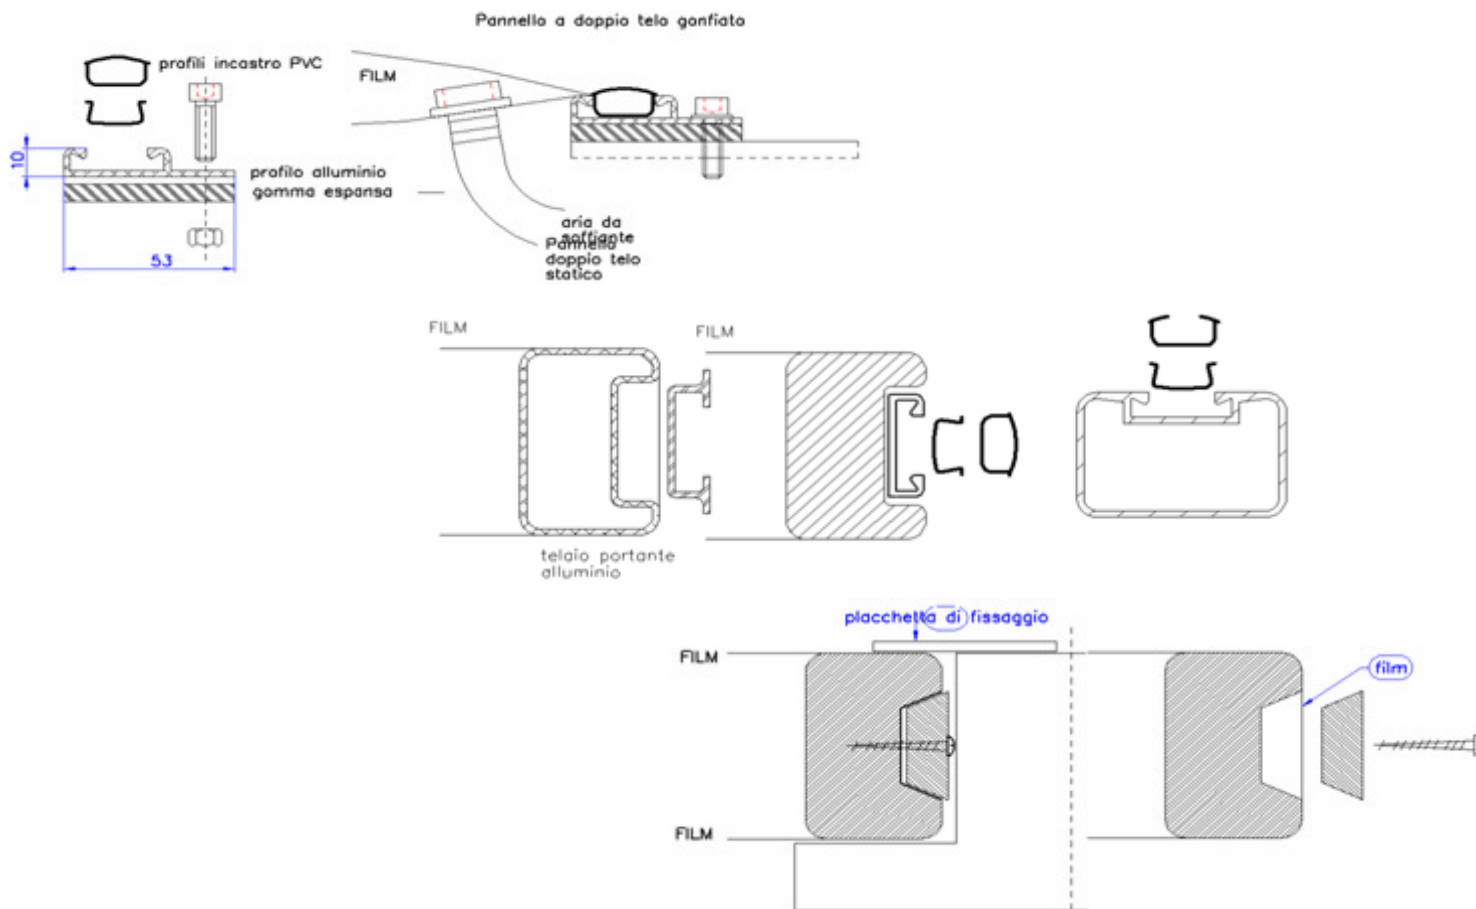 Pannello a doppio telo gonfiato
profili incastro PVC
FILM
10
profilo alluminio
gomma espansa
53
aria da
soffiante
Pannello
doppio telo
statico
FILM
FILM
telaio portante
alluminio
placchetta di fissaggio
FILM
film
FILM